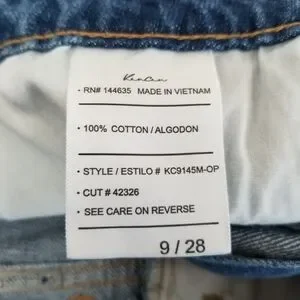 KanCan
• RN# 144635 MADE IN VIETNAM
• 100% COTTON / ALGODON
• STYLE / ESTILO # KC9145M-OP
• CUT # 42326
• SEE CARE ON REVERSE
9 / 28